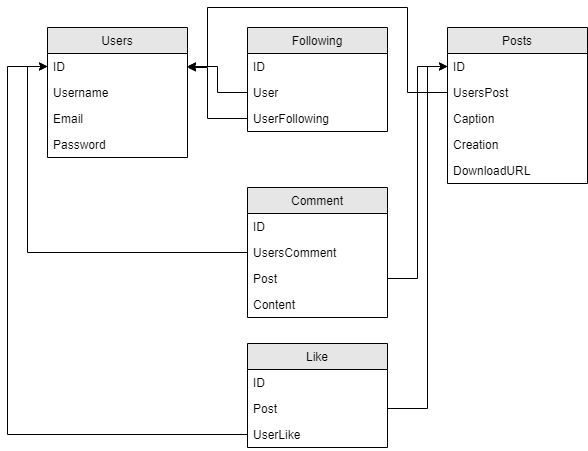 Users
ID
Username
Email
Password
Following
ID
User
UserFollowing
Posts
ID
UsersPost
Caption
Creation
DownloadURL
Comment
ID
UsersComment
Post
Content
Like
ID
Post
UserLike